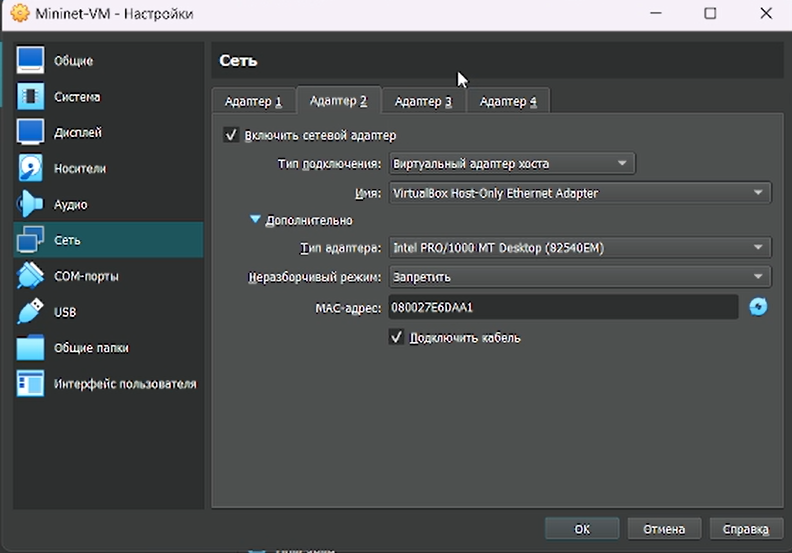 Mininet-VM - Настройки
Общие
Система
Дисплей
Носители
Аудио
Сеть
COM-порты
USB
Общие папки
Интерфейс пользователя
Сеть
Адаптер 1 Адаптер 2 Адаптер 3 Адаптер 4
Включить сетевой адаптер
Тип подключения: Виртуальный адаптер хоста
Имя: VirtualBox Host-Only Ethernet Adapter
Дополнительно
Тип адаптера: Intel PRO/1000 MT Desktop (82540EM)
Неразборчивый режим: Запретить
MAC-адрес: 080027E6DAA1
Подключить кабель
OK Отмена Справка